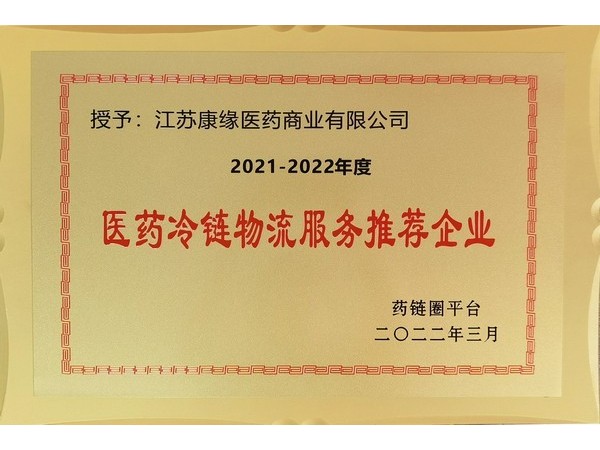 授予：江苏康缘医药商业有限公司
2021-2022年度
医药冷链物流服务推荐企业
药链圈平台
二〇二二年三月